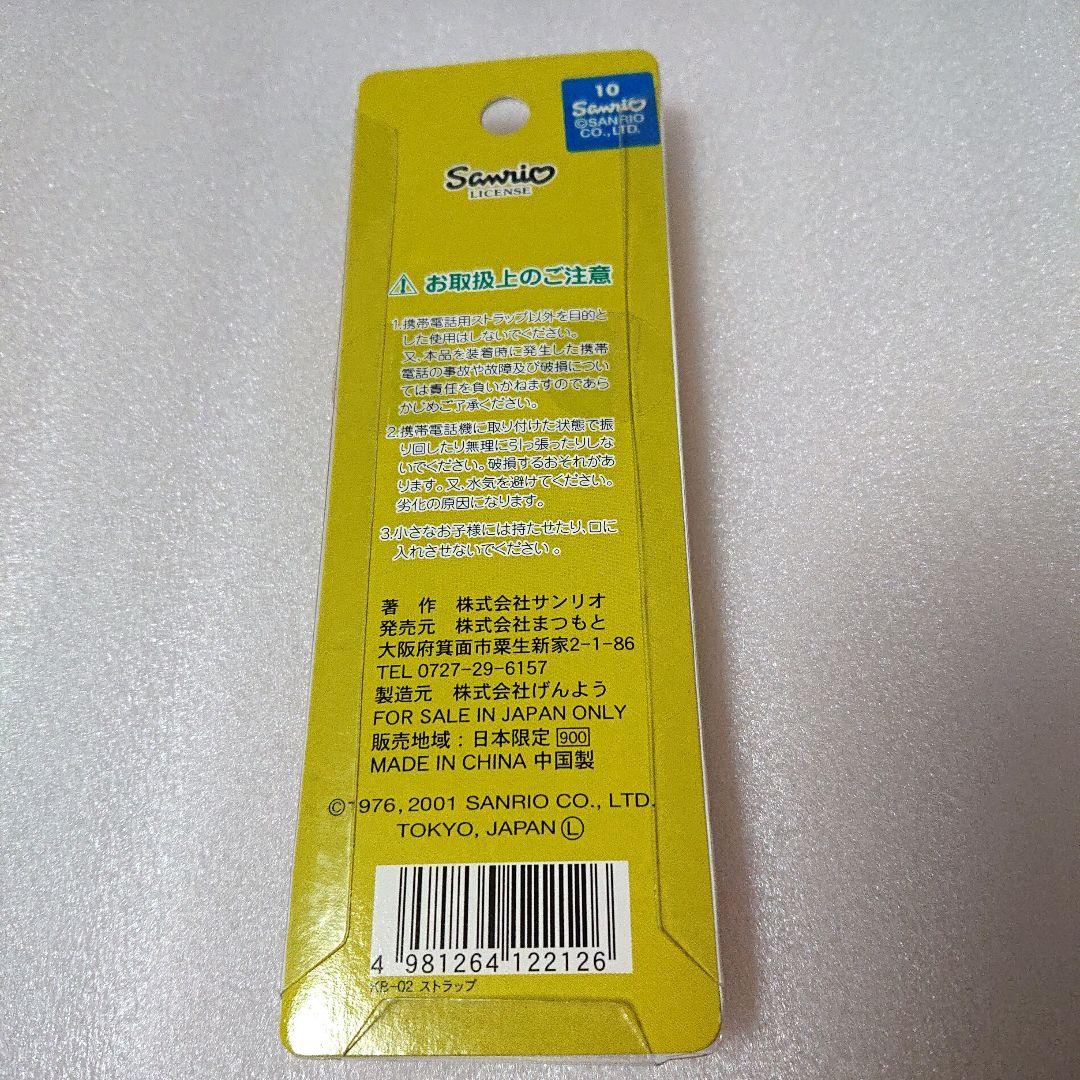 10
Sanrio
©SANRIO
CO., LTD.
Sanrio
LICENSE
お取扱上のご注意
1.携帯電話用ストラップ以外を目的と
した使用はしないでください。
又、本品を装着時に発生した携帯
電話の事故や故障及び破損につい
ては責任を負いかねますのであら
かじめご了承ください。
2.携帯電話機に取り付けた状態で振
り回したり無理に引っ張ったりしな
いでください。破損するおそれがあ
ります。又、水気を避けてください。
劣化の原因になります。
3.小さなお子様には持たせたり、口に
入れさせないでください。
著 作 株式会社サンリオ
発売元 株式会社まつもと
大阪府箕面市粟生新家2-1-86
TEL 0727-29-6157
製造元 株式会社げんよう
FOR SALE IN JAPAN ONLY
販売地域：日本限定 900
MADE IN CHINA 中国製
©1976, 2001 SANRIO CO., LTD.
TOKYO, JAPAN Ⓛ
4 981264 122126
KB-02 ストラップ